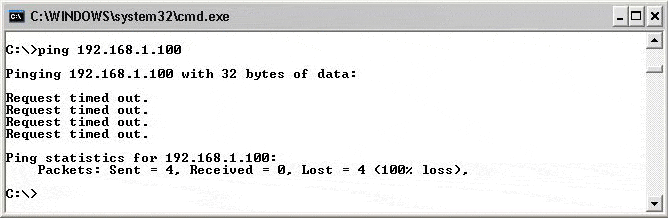 C:\WINDOWS\system32\cmd.exe
C:\>ping 192.168.1.100
Pinging 192.168.1.100 with 32 bytes of data:
Request timed out.
Request timed out.
Request timed out.
Request timed out.
Ping statistics for 192.168.1.100:
    Packets: Sent = 4, Received = 0, Lost = 4 (100% loss),
C:\>